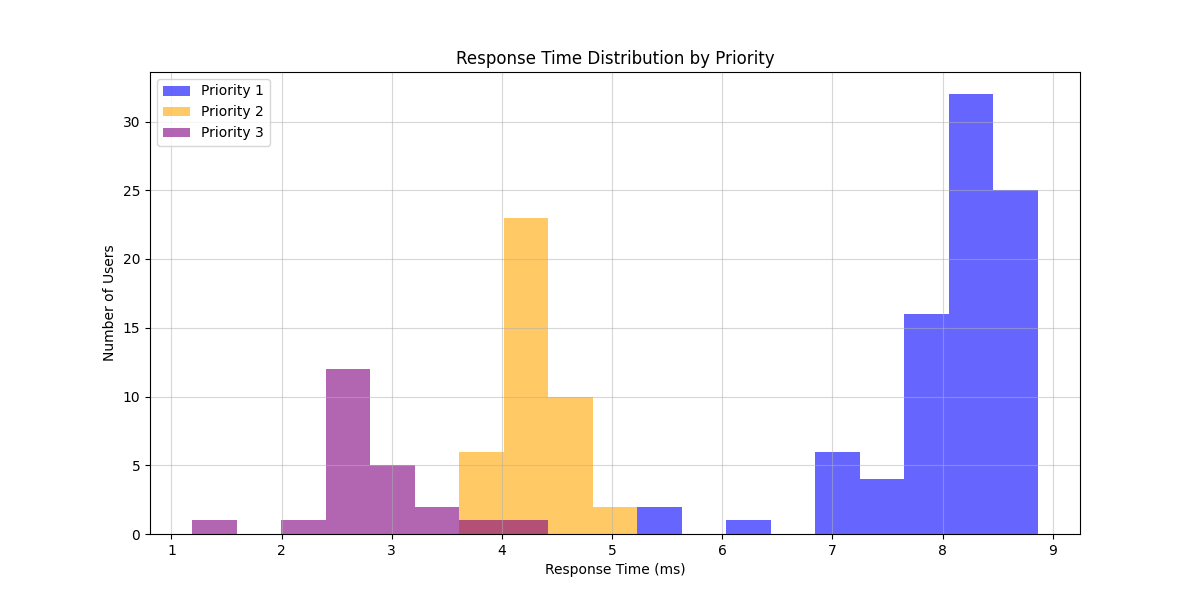 Response Time Distribution by Priority
Priority 1
Priority 2
Priority 3
Number of Users
30
25
20
15
10
5
0
1 2 3 4 5 6 7 8 9
Response Time (ms)